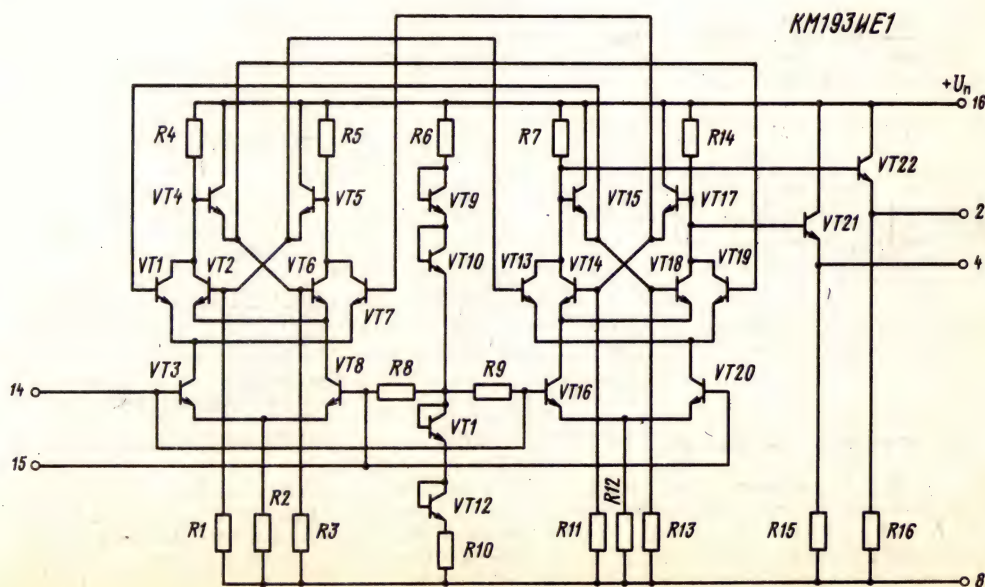 КМ193ИЕ1
+Uп
16
R4
R5
R6
R7
R14
VT22
VT4
VT5
VT9
VT15
VT17
2
VT21
VT1
VT2
VT6
VT10
VT13
VT14
VT18
VT19
4
VT7
VT3
VT8
R8
R9
VT16
VT20
14
VT1
15
R2
VT12
R12
R1
R3
R10
R11
R13
R15
R16
8